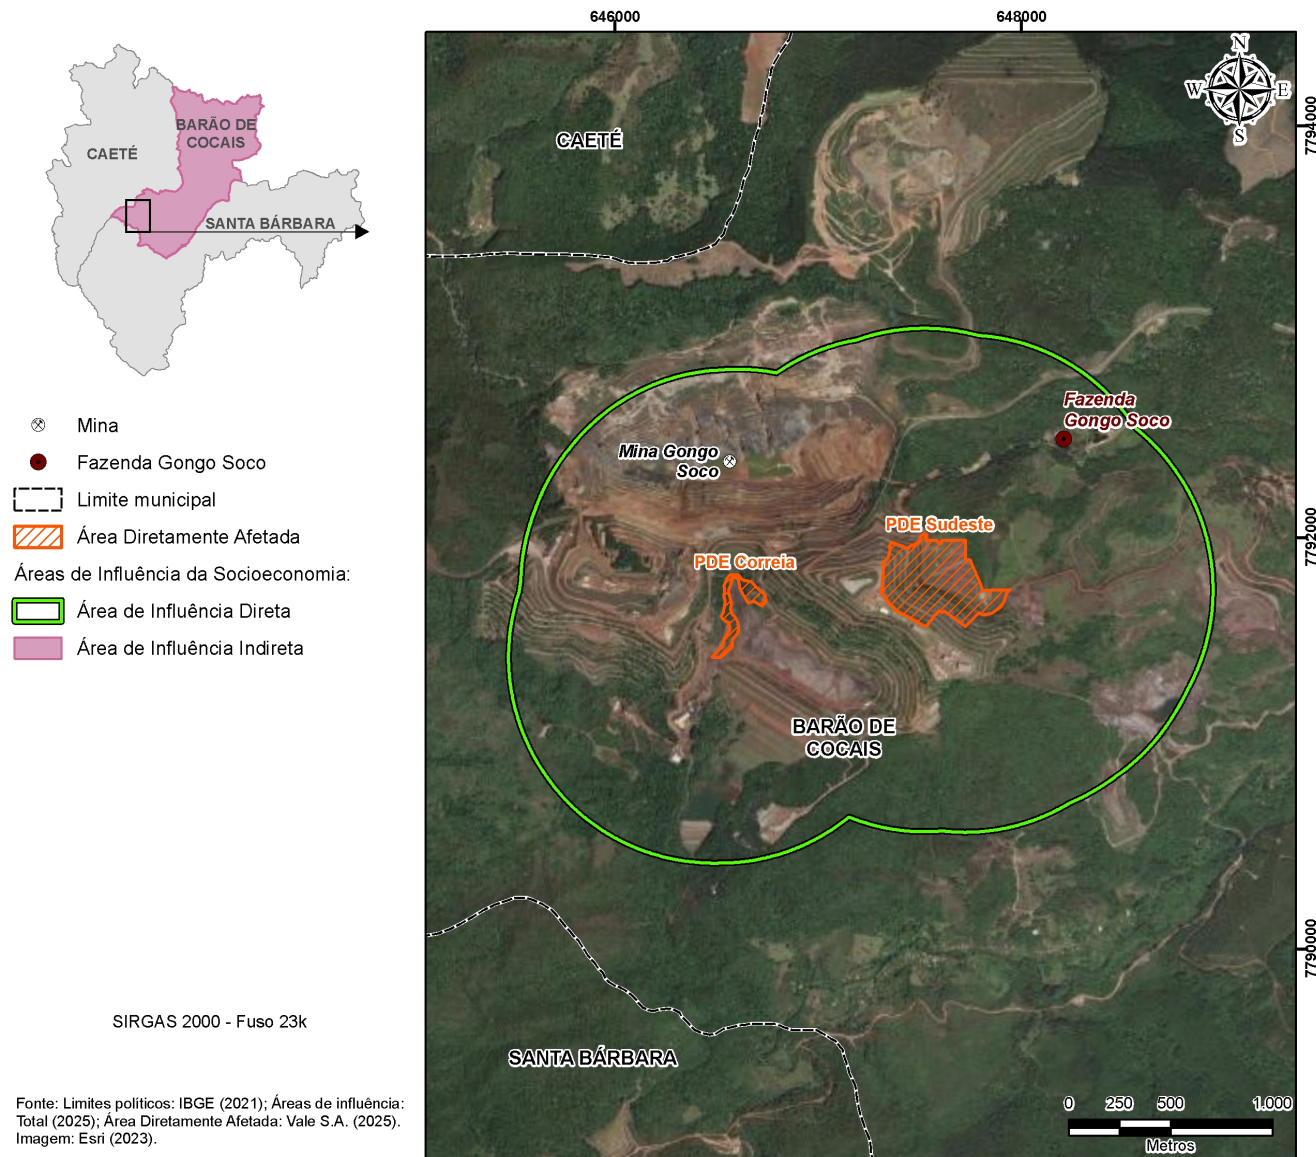 646000
648000
BARÃO DE
COCAIS
CAETÉ
SANTA BÁRBARA
N
W
E
S
CAETÉ
7794000
Mina
Fazenda Gongo Soco
Limite municipal
Área Diretamente Afetada
Áreas de Influência da Socioeconomia:
Área de Influência Direta
Área de Influência Indireta
Fazenda
Gongo Soco
Mina Gongo
Soco
PDE Sudeste
PDE Correia
7792000
BARÃO DE
COCAIS
7790000
SANTA BÁRBARA
SIRGAS 2000 - Fuso 23k
Fonte: Limites políticos: IBGE (2021); Áreas de influência:
Total (2025); Área Diretamente Afetada: Vale S.A. (2025).
Imagem: Esri (2023).
0 250 500 1.000
Metros